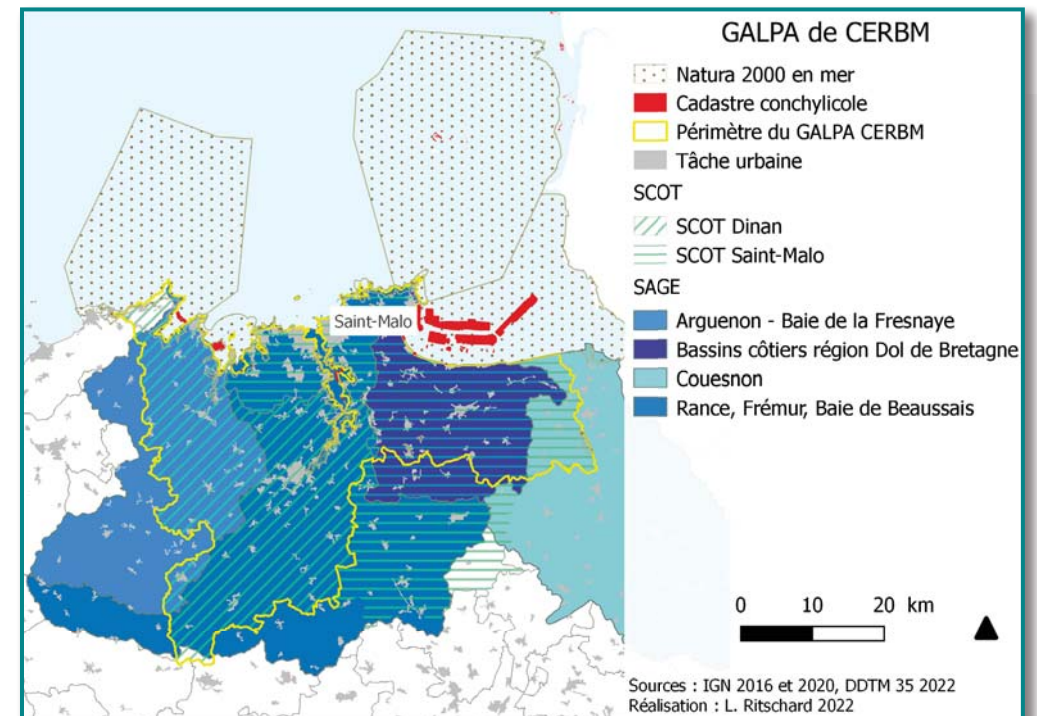 GALPA de CERBM
Natura 2000 en mer
Cadastre conchylicole
Périmètre du GALPA CERBM
Tâche urbaine
SCOT
SCOT Dinan
SCOT Saint-Malo
SAGE
Arguenon - Baie de la Fresnaye
Bassins côtiers région Dol de Bretagne
Couesnon
Rance, Frémur, Baie de Beaussais
Saint-Malo
0 10 20 km
Sources : IGN 2016 et 2020, DDTM 35 2022
Réalisation : L. Ritschard 2022